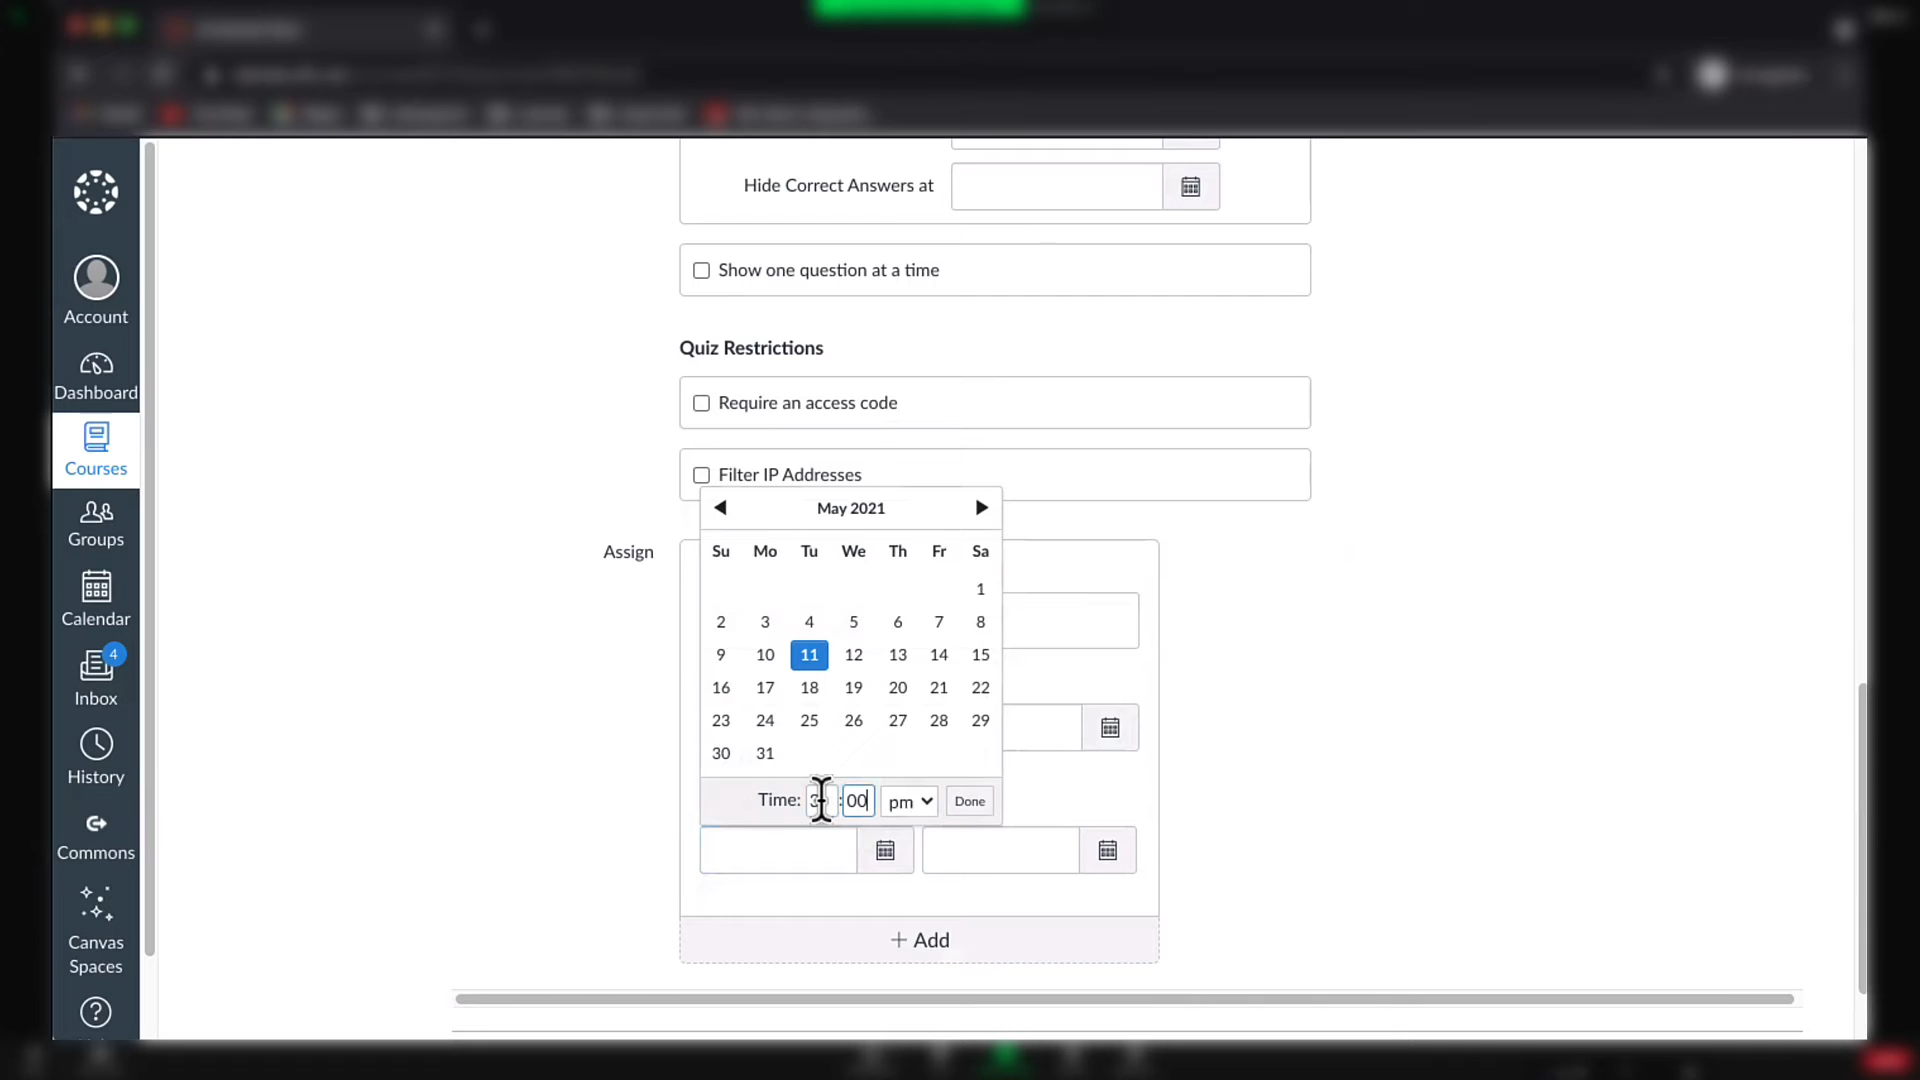 Hide Correct Answers at
Show one question at a time
Quiz Restrictions
Require an access code
Filter IP Addresses
Assign
May 2021
Su Mo Tu We Th Fr Sa
1
2 3 4 5 6 7 8
9 10 11 12 13 14 15
16 17 18 19 20 21 22
23 24 25 26 27 28 29
30 31
Time: : 00 pm Done
+ Add
Account
Dashboard
Courses
Groups
Calendar
4
Inbox
History
Commons
Canvas
Spaces